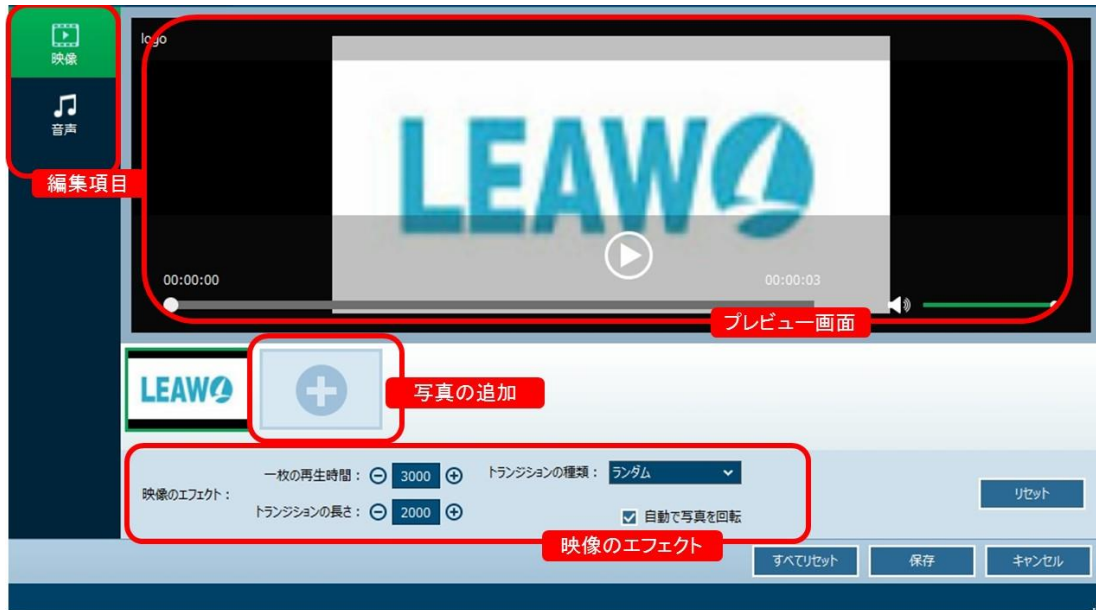 映像
音声
編集項目
logo
LEAWO
00:00:00
00:00:03
プレビュー画面
LEAWO
写真の追加
映像のエフェクト：
一枚の再生時間：
3000
トランジションの種類：
ランダム
トランジションの長さ：
2000
自動で写真を回転
リセット
映像のエフェクト
すべてリセット
保存
キャンセル